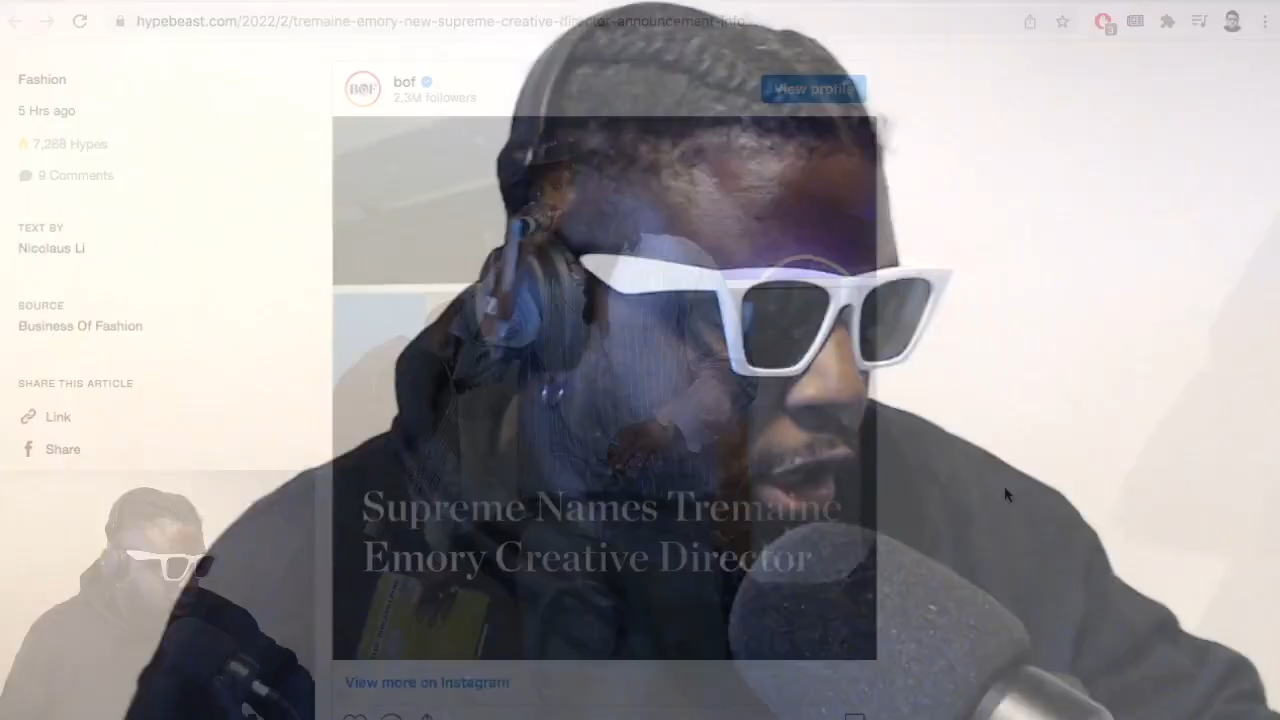 hypebeast.com/2022/2/tremaine-emory-new-supreme-creative-director-announcement-info
3
Fashion
5 Hrs ago
7,268 Hypes
9 Comments
TEXT BY
Nicolaus Li
SOURCE
Business Of Fashion
SHARE THIS ARTICLE
Link
Share
BOF
bof
2.3M followers
View profile
Supreme Names Tremaine
Emory Creative Director
View more on Instagram